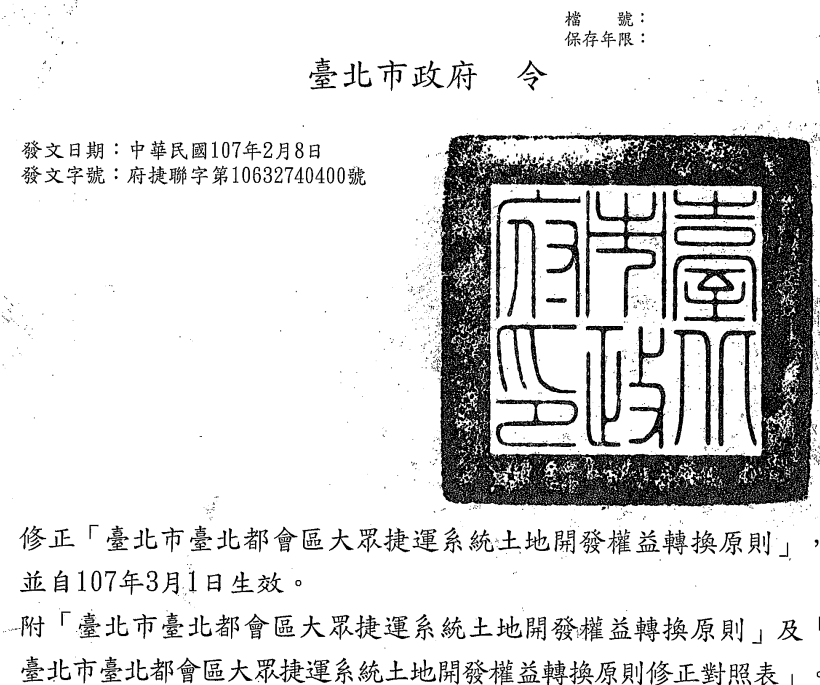 檔　　號：
保存年限：
臺北市政府　令
發文日期：中華民國107年2月8日
發文字號：府捷聯字第10632740400號
臺北市政府印
修正「臺北市臺北都會區大眾捷運系統土地開發權益轉換原則」，
並自107年3月1日生效。
附「臺北市臺北都會區大眾捷運系統土地開發權益轉換原則」及「
臺北市臺北都會區大眾捷運系統土地開發權益轉換原則修正對照表」。